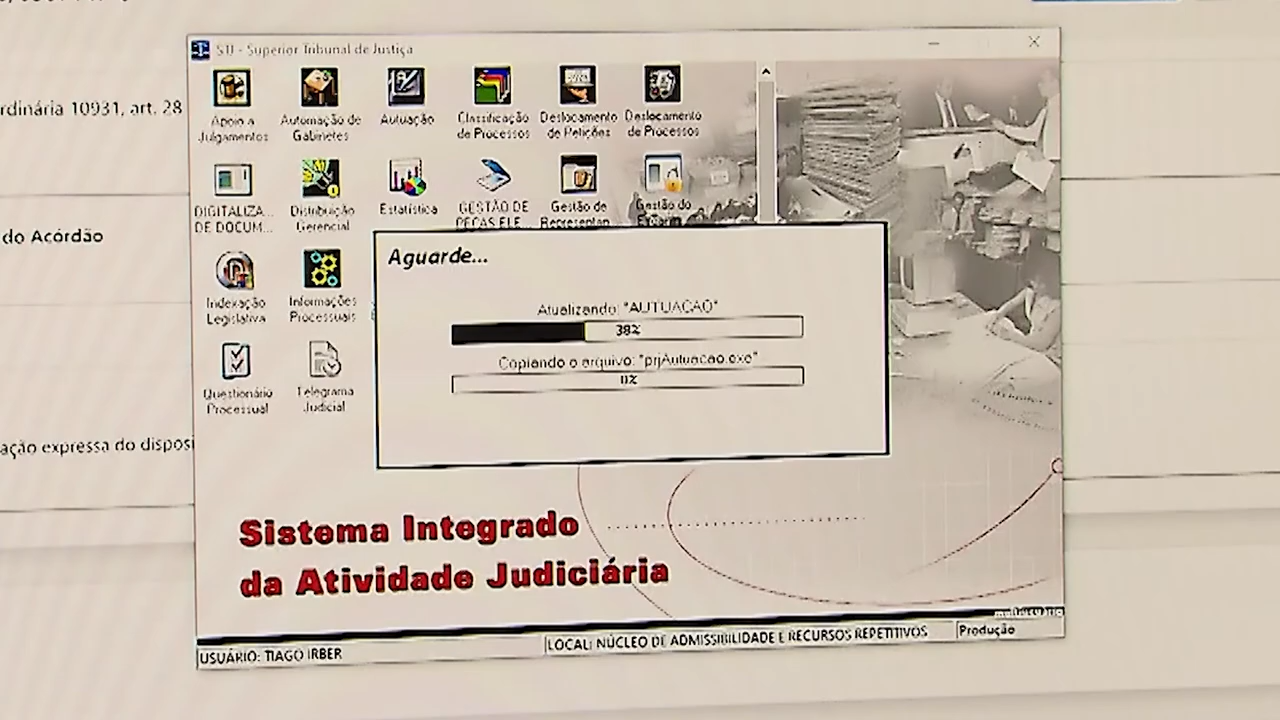 rdinária 10931, art. 28
do Acórdão
ação expressa do disposi
STJ - Superior Tribunal de Justiça
Apoio a
Julgamentos
Automação de
Gabinetes
Autuação
Classificação
de Processos
Deslocamento
de Petições
Deslocamento
de Processos
DIGITALIZA...
DE DOCUM...
Distribuição
Gerencial
Estatística
GESTÃO DE
PEÇAS ELE...
Gestão de
Representan...
Gestão do
Indexação
Legislativa
Informações
Processuais
Questionário
Processual
Telegrama
Judicial
Aguarde...
Atualizando: "AUTUACAO"
38%
Copiando o arquivo: "prjAutuacao.exe"
0%
Sistema Integrado
da Atividade Judiciária
USUÁRIO: TIAGO IRBER
LOCAL: NÚCLEO DE ADMISSIBILIDADE E RECURSOS REPETITIVOS
Produção